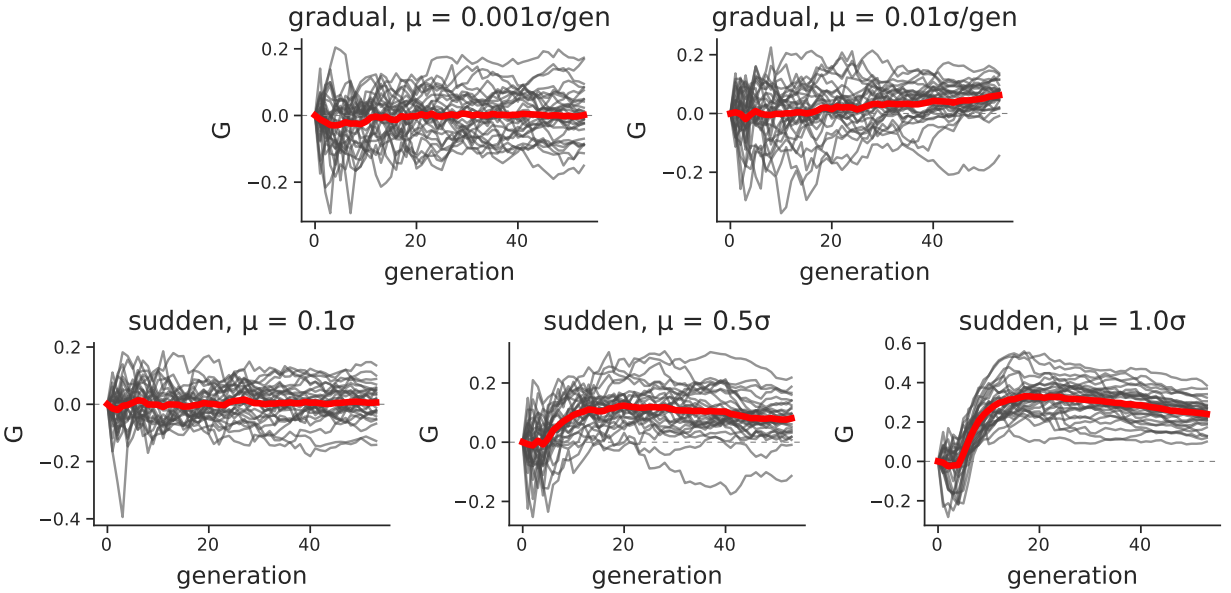 gradual, μ = 0.001σ/gen
0.2
0.0
−0.2
G
0 20 40
generation
gradual, μ = 0.01σ/gen
0.2
0.0
−0.2
G
0 20 40
generation
sudden, μ = 0.1σ
0.2
0.0
−0.2
−0.4
G
0 20 40
generation
sudden, μ = 0.5σ
0.2
0.0
−0.2
G
0 20 40
generation
sudden, μ = 1.0σ
0.6
0.4
0.2
0.0
−0.2
G
0 20 40
generation